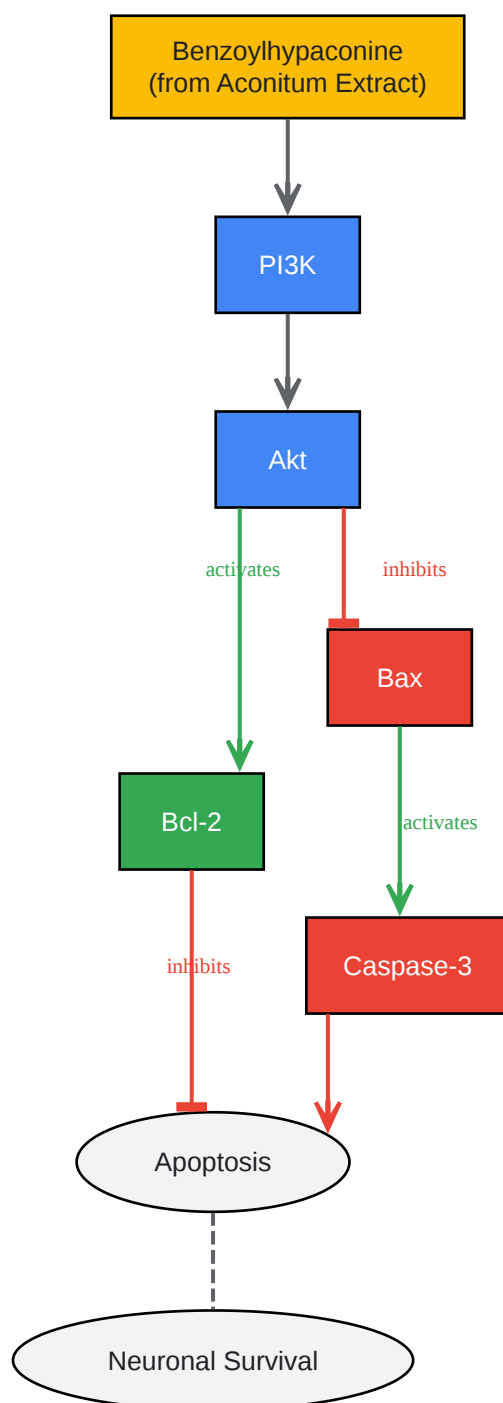 Benzoylhypaconine
(from Aconitum Extract)
PI3K
Akt
activates
inhibits
Bax
Bcl-2
activates
inhibits
Caspase-3
Apoptosis
Neuronal Survival